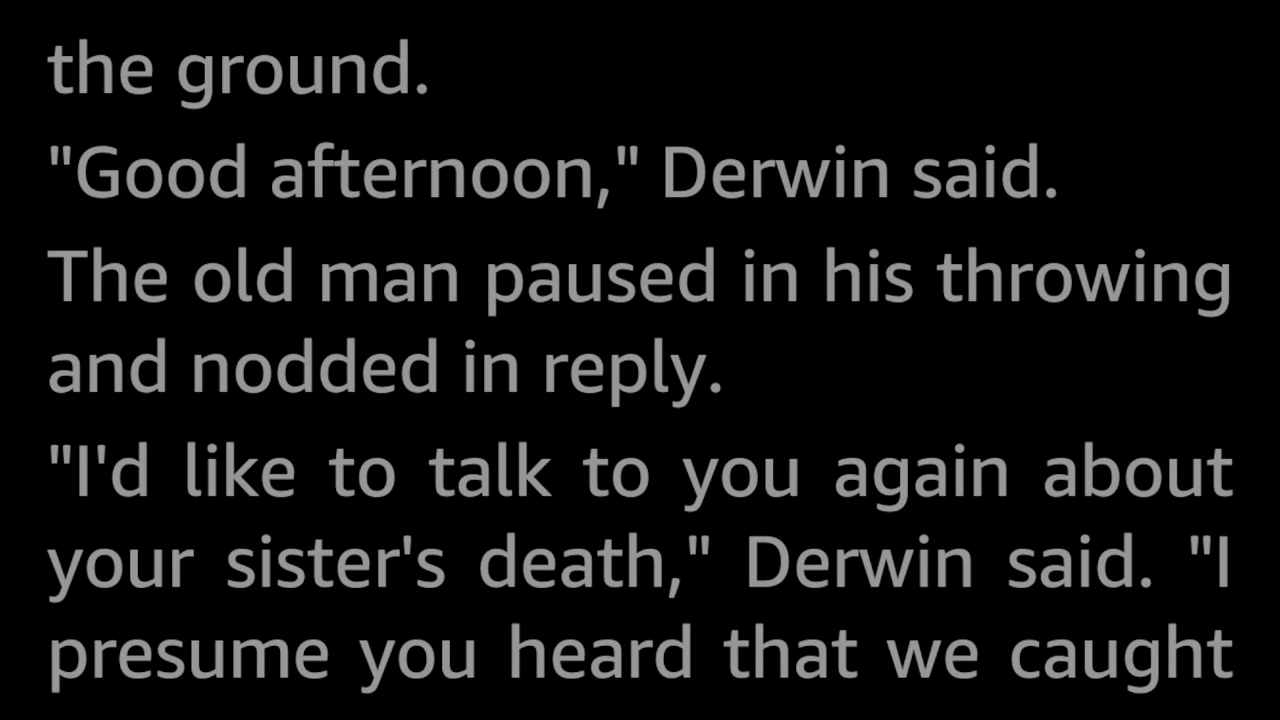 the ground.
"Good afternoon," Derwin said.
The old man paused in his throwing
and nodded in reply.
"I'd like to talk to you again about
your sister's death," Derwin said. "I
presume you heard that we caught